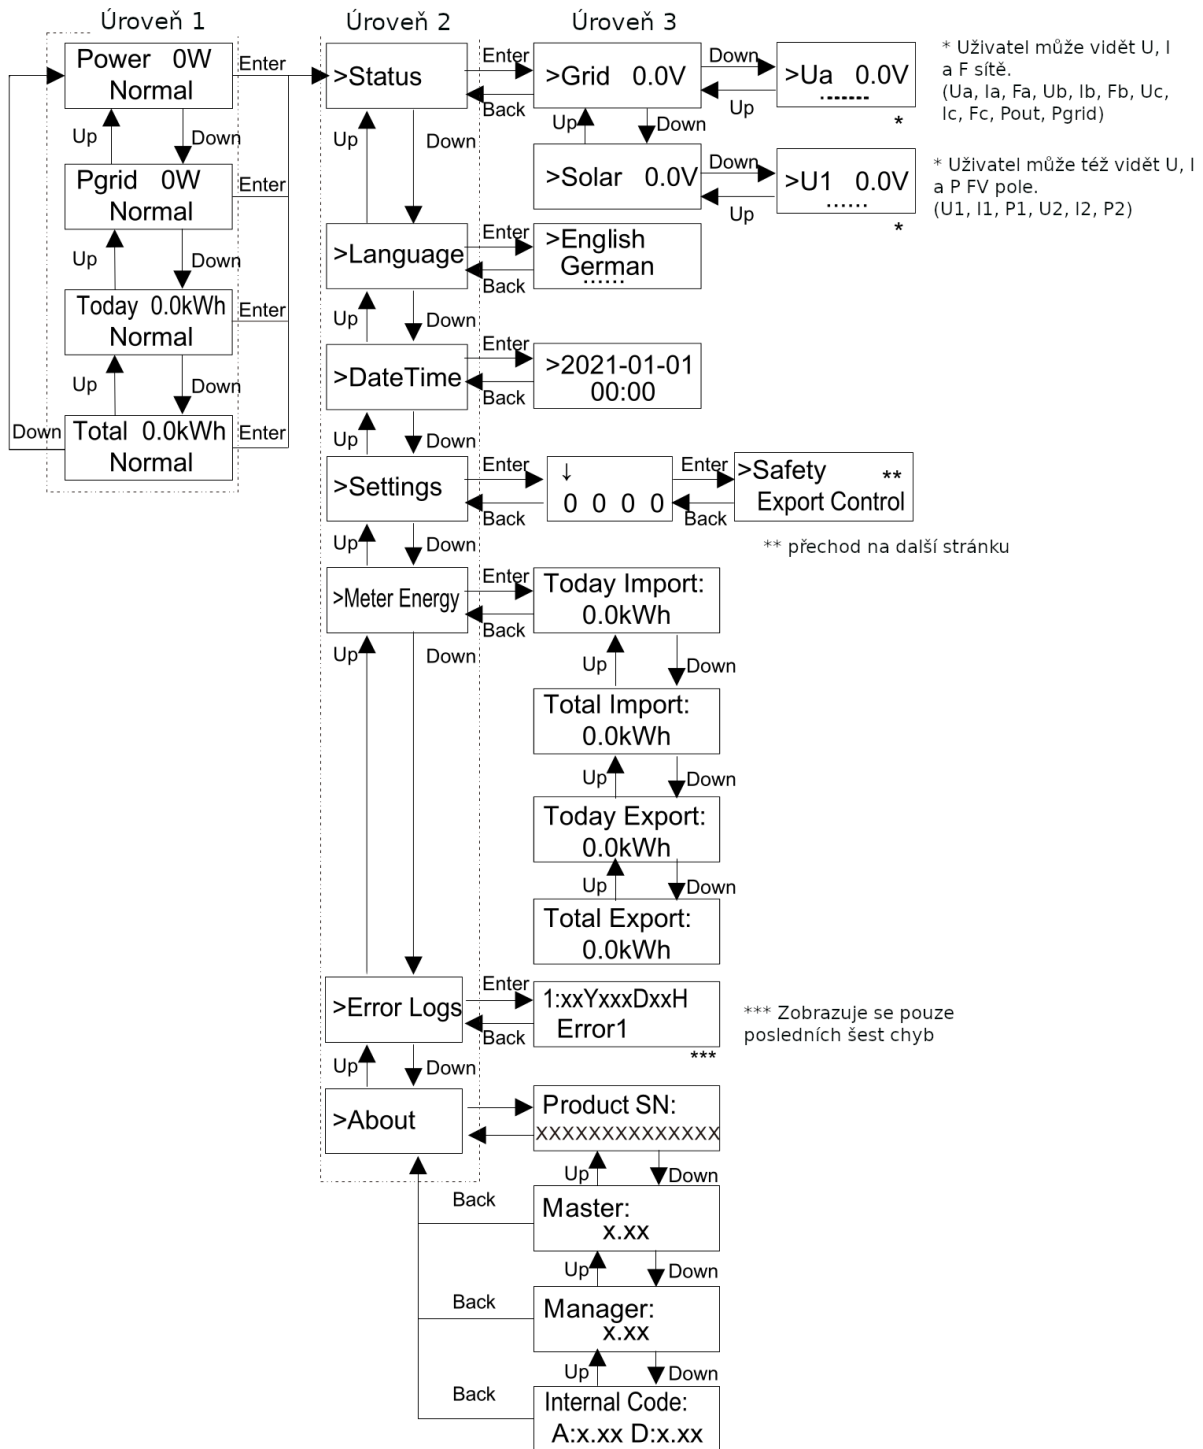 Úroveň 1
Úroveň 2
Úroveň 3
Power 0W
Normal
Enter
Up
Down
Pgrid 0W
Normal
Enter
Up
Down
Today 0.0kWh
Normal
Enter
Up
Down
Down
Total 0.0kWh
Normal
Enter
>Status
Enter
Back
Up
Down
>Grid 0.0V
Down
Up
>Ua 0.0V
.......
*
* Uživatel může vidět U, I
a F sítě.
(Ua, Ia, Fa, Ub, Ib, Fb, Uc,
Ic, Fc, Pout, Pgrid)
Up
Down
>Solar 0.0V
Down
Up
>U1 0.0V
......
*
* Uživatel může též vidět U, I
a P FV pole.
(U1, I1, P1, U2, I2, P2)
>Language
Enter
Back
>English
German
......
Up
Down
>DateTime
Enter
Back
>2021-01-01
00:00
Up
Down
>Settings
Enter
Back
↓
0 0 0 0
Enter
Back
>Safety **
Export Control
** přechod na další stránku
Up
Down
>Meter Energy
Enter
Back
Today Import:
0.0kWh
Up
Down
Up
Down
Total Import:
0.0kWh
Up
Down
Today Export:
0.0kWh
Up
Down
Total Export:
0.0kWh
>Error Logs
Enter
Back
1:xxYxxxDxxH
Error1
***
*** Zobrazuje se pouze
posledních šest chyb
Up
Down
>About
Product SN:
XXXXXXXXXXXXXX
Up
Down
Back
Master:
x.xx
Up
Down
Back
Manager:
x.xx
Up
Down
Back
Internal Code:
A:x.xx D:x.xx